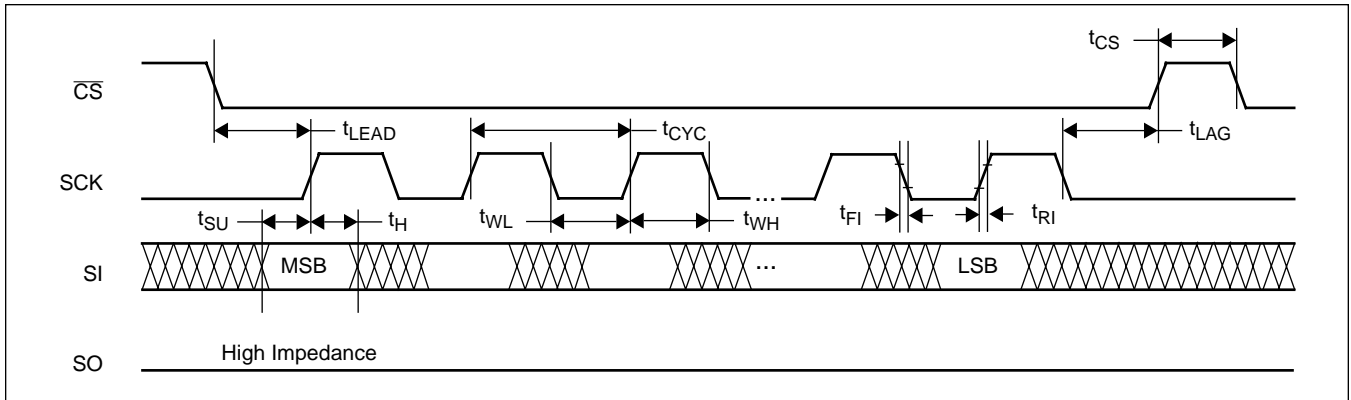 tCS
CS
tLEAD
tCYC
tLAG
SCK
...
tSU
tH
tWL
tWH
tFI
tRI
SI
MSB
...
LSB
High Impedance
SO